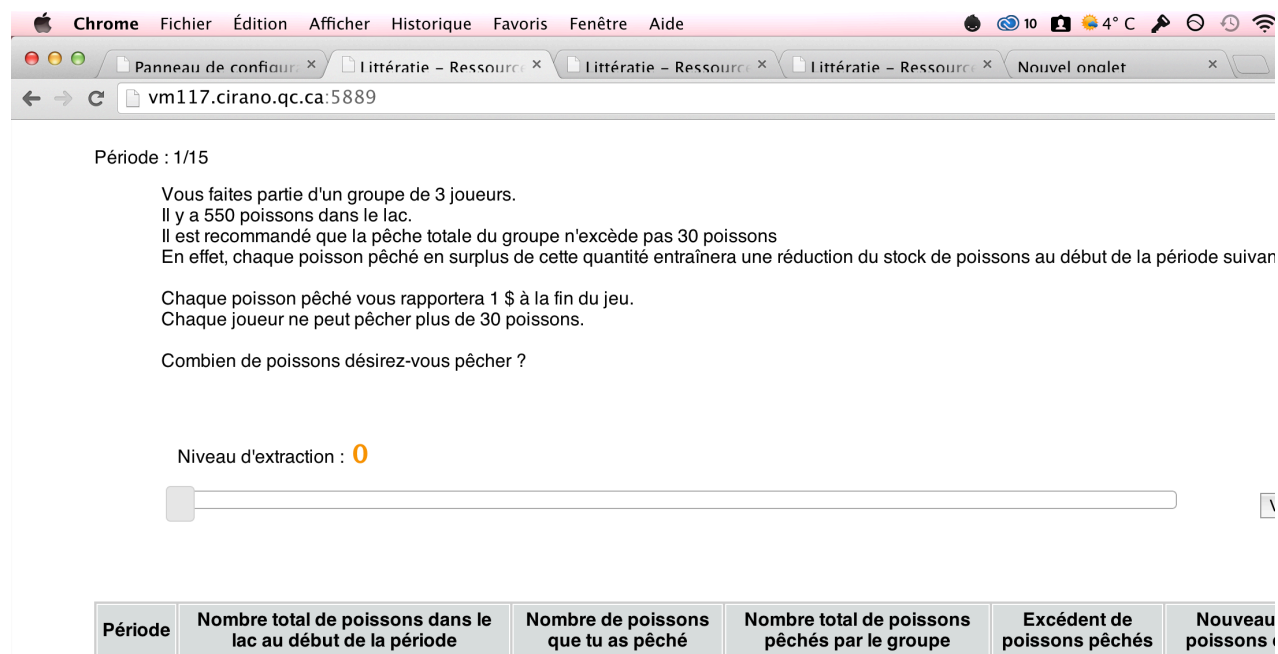 Chrome Fichier Édition Afficher Historique Favoris Fenêtre Aide 10 4° C
Panneau de configura Littératie – Ressource Littératie – Ressource Littératie – Ressource Nouvel onglet
vm117.cirano.qc.ca:5889
Période : 1/15
Vous faites partie d'un groupe de 3 joueurs.
Il y a 550 poissons dans le lac.
Il est recommandé que la pêche totale du groupe n'excède pas 30 poissons
En effet, chaque poisson pêché en surplus de cette quantité entraînera une réduction du stock de poissons au début de la période suivan
Chaque poisson pêché vous rapportera 1 $ à la fin du jeu.
Chaque joueur ne peut pêcher plus de 30 poissons.
Combien de poissons désirez-vous pêcher ?
Niveau d'extraction : 0
Période Nombre total de poissons dans le Nombre de poissons Nombre total de poissons Excédent de Nouveau
lac au début de la période que tu as pêché pêchés par le groupe poissons pêchés poissons